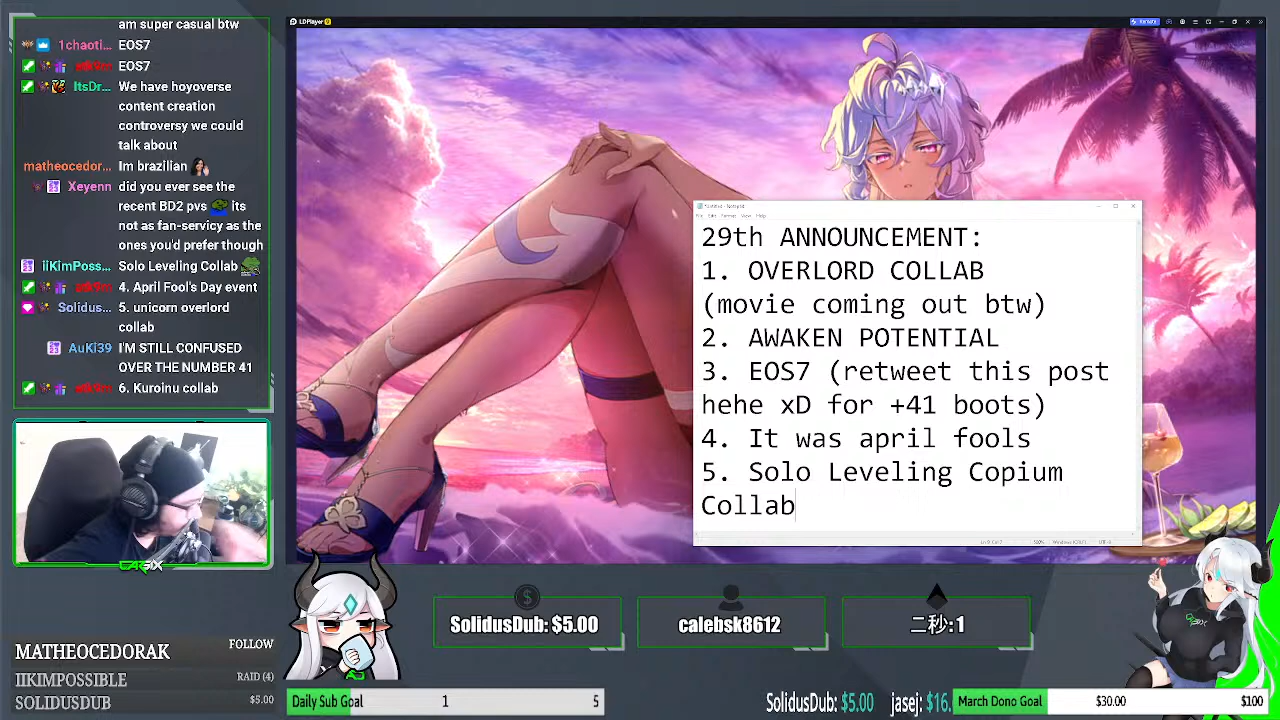 am super casual btw
1chaoti... EOS7
EOS7
ItsDr... We have hoyoverse
content creation
controversy we could
talk about
matheocedor... Im brazilian
Xeyenn did you ever see the
recent BD2 pvs its
not as fan-servicy as the
ones you'd prefer though
iiKimPoss... Solo Leveling Collab
4. April Fool's Day event
Solidus... 5. unicorn overlord
collab
AuKi39 I'M STILL CONFUSED
OVER THE NUMBER 41
6. Kuroinu collab
LDPlayer
File Edit Format View Help
29th ANNOUNCEMENT:
1. OVERLORD COLLAB
(movie coming out btw)
2. AWAKEN POTENTIAL
3. EOS7 (retweet this post
hehe xD for +41 boots)
4. It was april fools
5. Solo Leveling Copium
Collab
SolidusDub: $5.00
calebsk8612
二秒:1
MATHEOCEDORAK FOLLOW
IIKIMPOSSIBLE RAID (4)
SOLIDUSDUB $5.00
Daily Sub Goal 1 5
SolidusDub: $5.00 jasej: $16.
March Dono Goal $30.00 $100